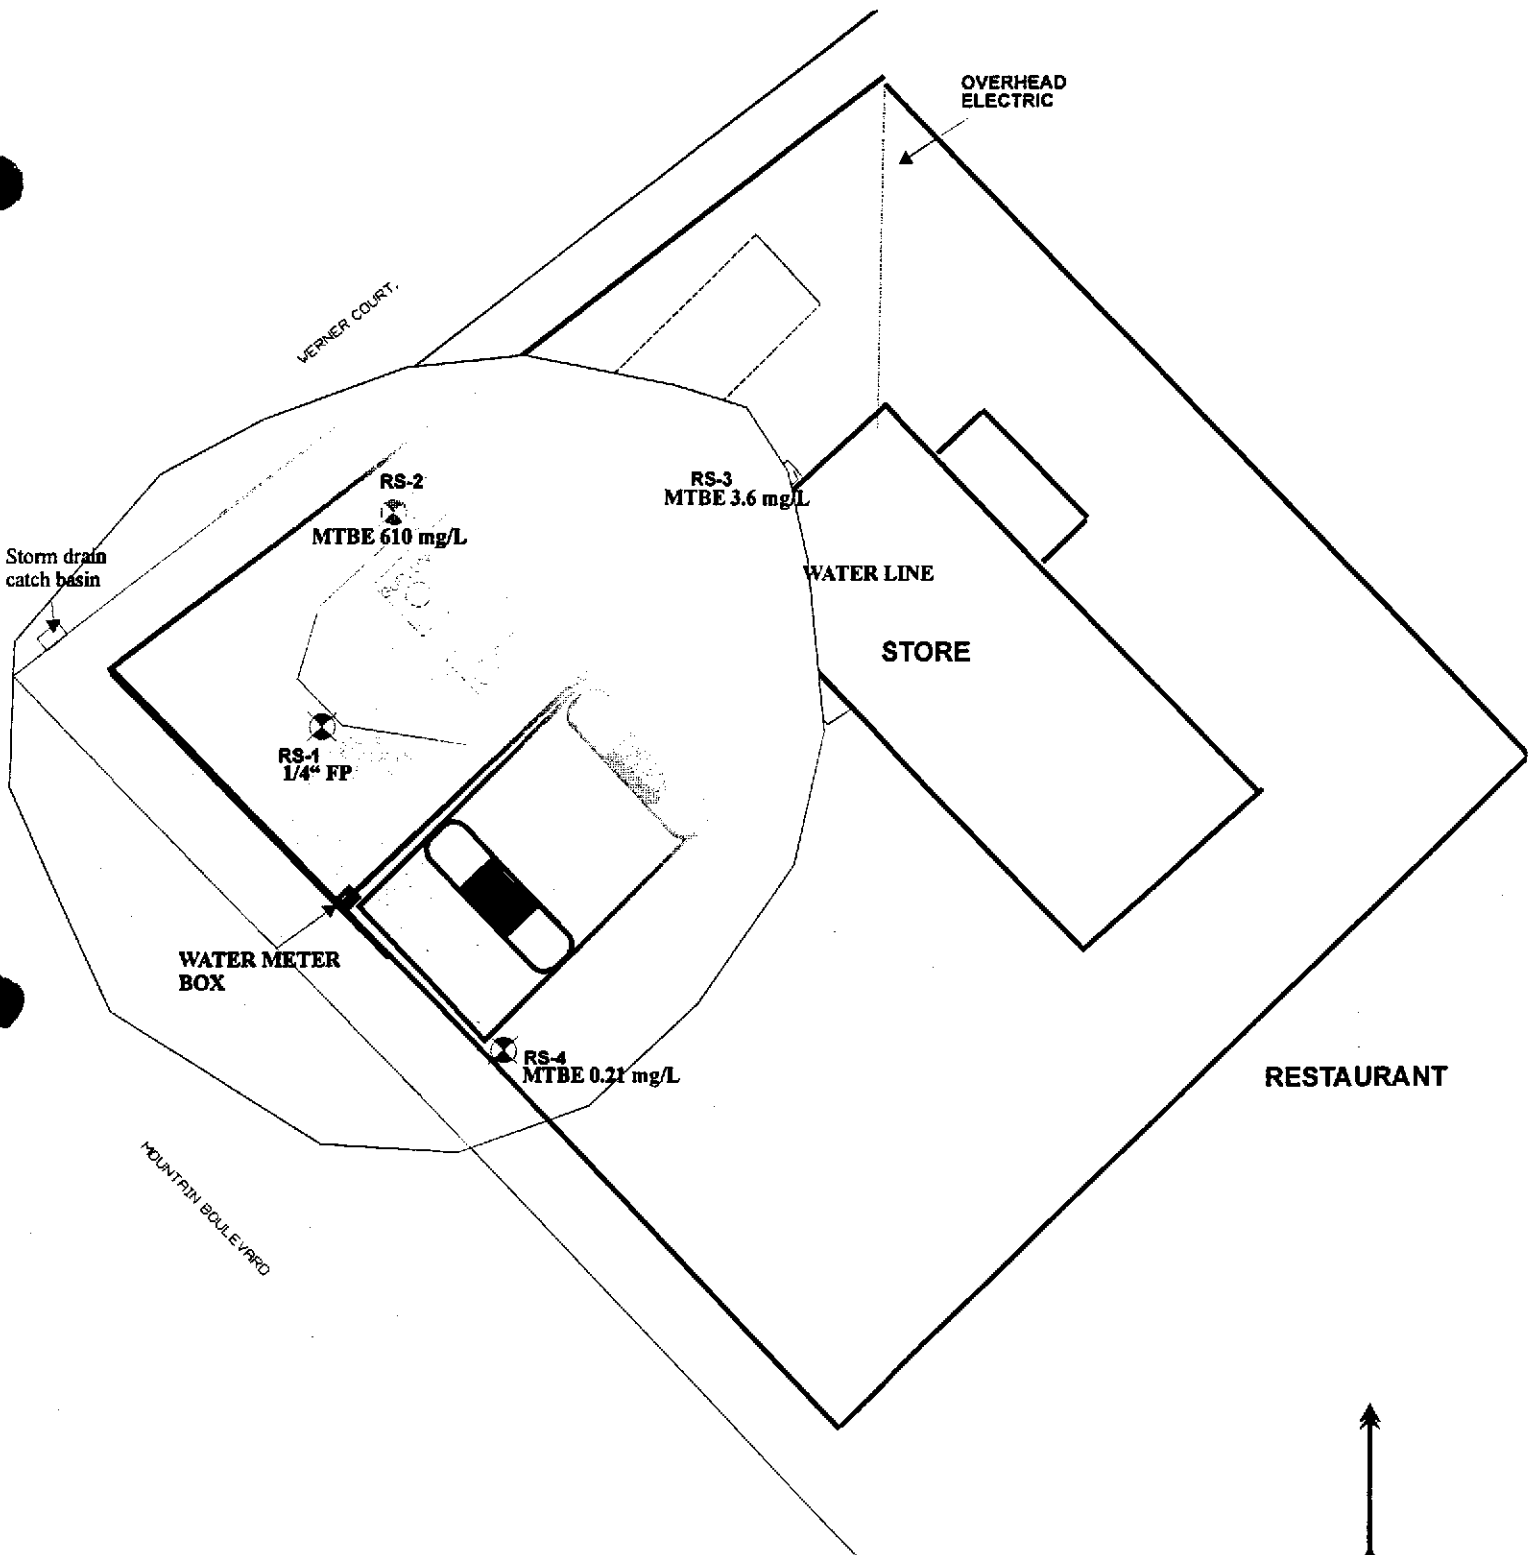 OVERHEAD
ELECTRIC
WERNER COURT,
RS-2
MTBE 610 mg/L
RS-3
MTBE 3.6 mg/L
Storm drain
catch basin
WATER LINE
STORE
RS-1
1/4“ FP
WATER METER
BOX
RS-4
MTBE 0.21 mg/L
RESTAURANT
MOUNTAIN BOULEVARD